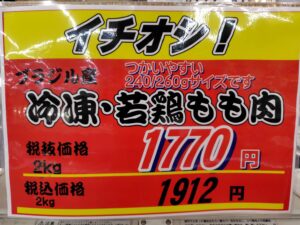 イチオシ!
ブラジル産
つかいやすい
240/260gサイズです
冷凍・若鶏もも肉
税抜価格
2kg
1770円
税込価格
2kg
1912円